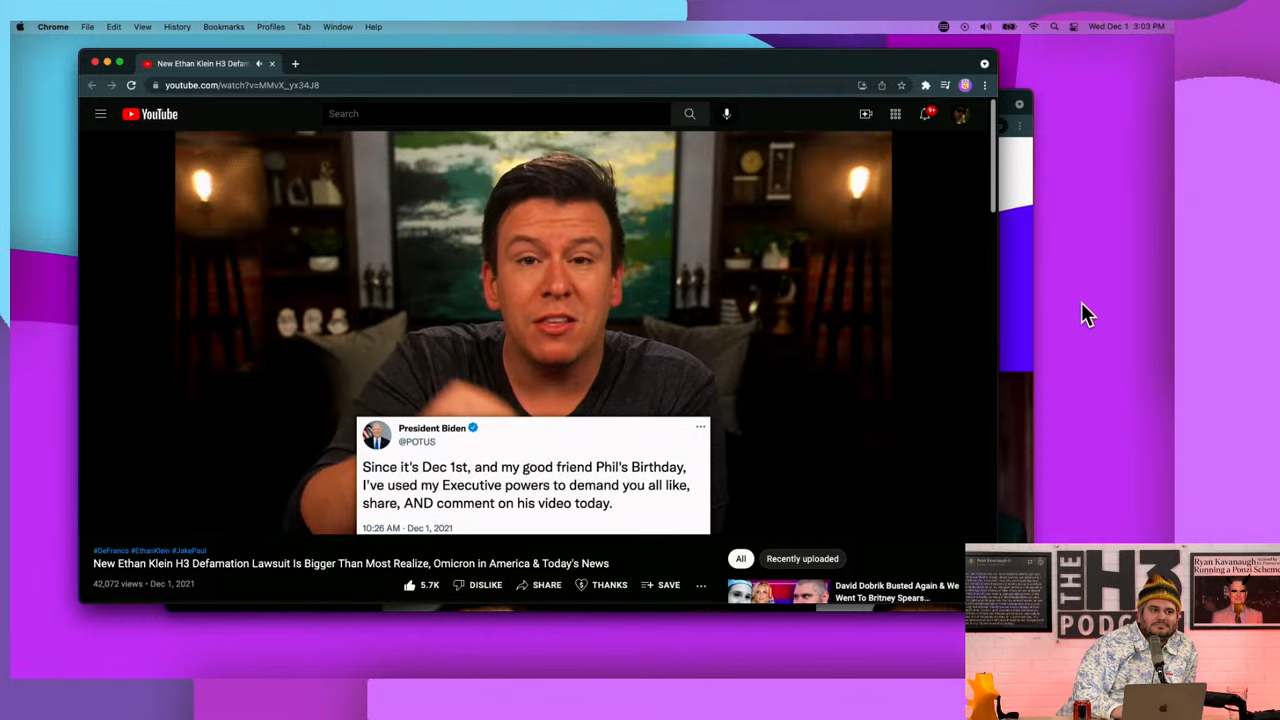 Chrome File Edit View History Bookmarks Profiles Tab Window Help
Wed Dec 1 3:03 PM
New Ethan Klein H3 Defam
youtube.com/watch?v=MMvX_yx34J8
YouTube
Search
9+
President Biden
@POTUS
Since it's Dec 1st, and my good friend Phil's Birthday,
I've used my Executive powers to demand you all like,
share, AND comment on his video today.
10:26 AM · Dec 1, 2021
#DeFranco #EthanKlein #JakePaul
New Ethan Klein H3 Defamation Lawsuit Is Bigger Than Most Realize, Omicron in America & Today's News
42,072 views • Dec 1, 2021
5.7K DISLIKE SHARE THANKS SAVE
All Recently uploaded
David Dobrik Busted Again & We
Went To Britney Spears...
THE
H3
PODC
Ryan Kavanaugh
Running a Ponzi Scheme